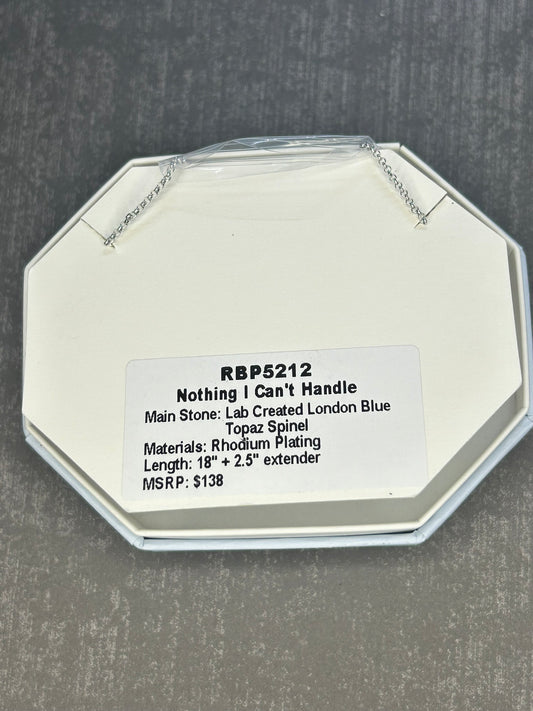 RBP5212
Nothing I Can't Handle
Main Stone: Lab Created London Blue
Topaz Spinel
Materials: Rhodium Plating
Length: 18" + 2.5" extender
MSRP: $138